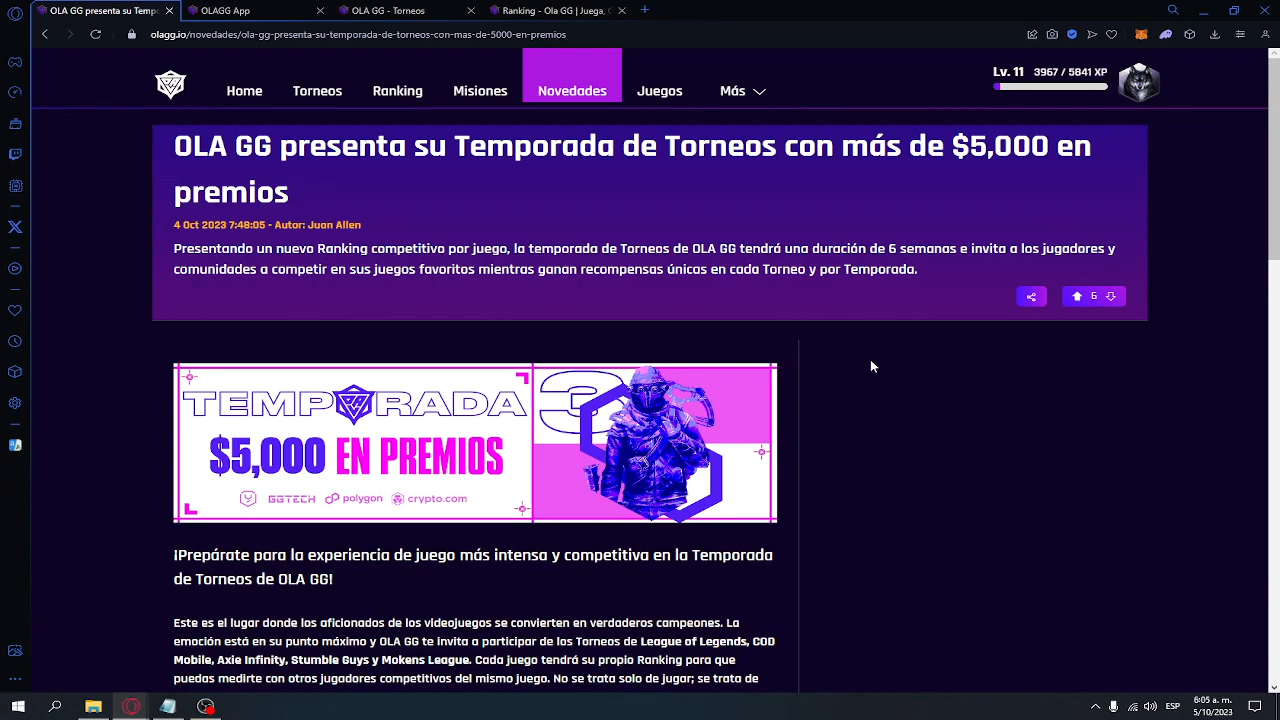 OLA GG presenta su Temp
OLAGG App
OLA GG - Torneos
Ranking - Ola GG | Juega, C
olagg.io/novedades/ola-gg-presenta-su-temporada-de-torneos-con-mas-de-5000-en-premios
Home
Torneos
Ranking
Misiones
Novedades
Juegos
Más
Lv. 11
3967 / 5841 XP
OLA GG presenta su Temporada de Torneos con más de $5,000 en
premios
4 Oct 2023 7:48:05 - Autor: Juan Allen
Presentando un nuevo Ranking competitivo por juego, la temporada de Torneos de OLA GG tendrá una duración de 6 semanas e invita a los jugadores y
comunidades a competir en sus juegos favoritos mientras ganan recompensas únicas en cada Torneo y por Temporada.
6
TEMPORADA
3
$5,000 EN PREMIOS
GGTECH
polygon
crypto.com
¡Prepárate para la experiencia de juego más intensa y competitiva en la Temporada
de Torneos de OLA GG!
Este es el lugar donde los aficionados de los videojuegos se convierten en verdaderos campeones. La
emoción está en su punto máximo y OLA GG te invita a participar de los Torneos de League of Legends, COD
Mobile, Axie Infinity, Stumble Guys y Mokens League. Cada juego tendrá su propio Ranking para que
puedas medirte con otros jugadores competitivos del mismo juego. No se trata solo de jugar; se trata de
ESP
6:05 a. m.
5/10/2023